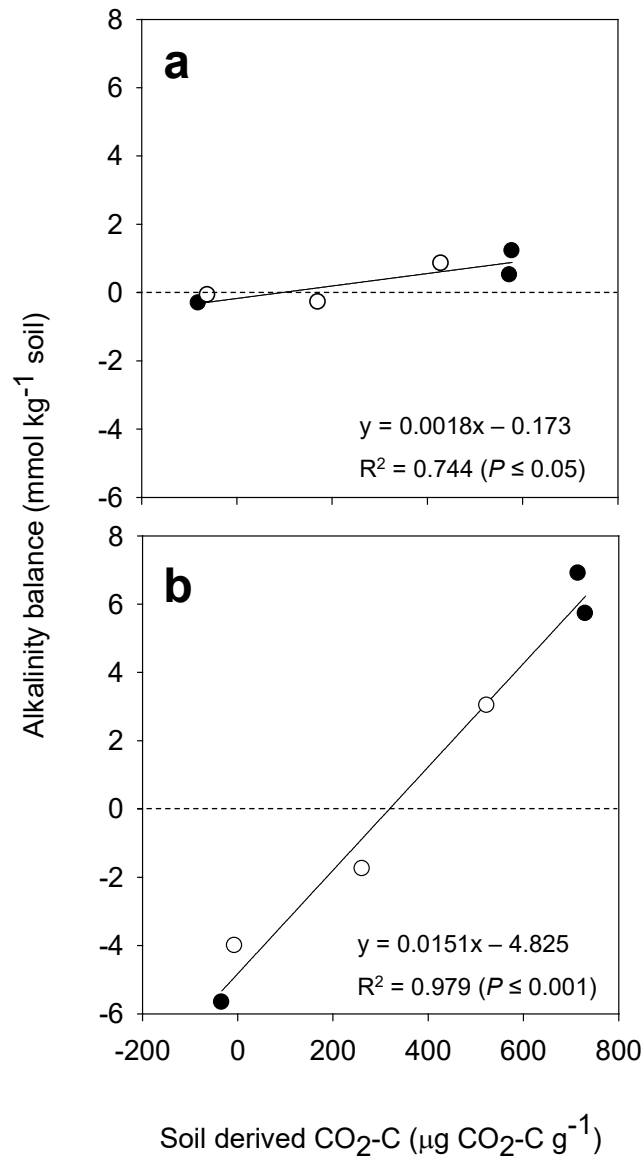 Alkalinity balance (mmol kg⁻¹ soil)
8
a
6
4
2
0
-2
-4
y = 0.0018x – 0.173
R² = 0.744 (P ≤ 0.05)
-6
8
b
6
4
2
0
-2
-4
y = 0.0151x – 4.825
R² = 0.979 (P ≤ 0.001)
-6
-200 0 200 400 600 800
Soil derived CO₂-C (μg CO₂-C g⁻¹)